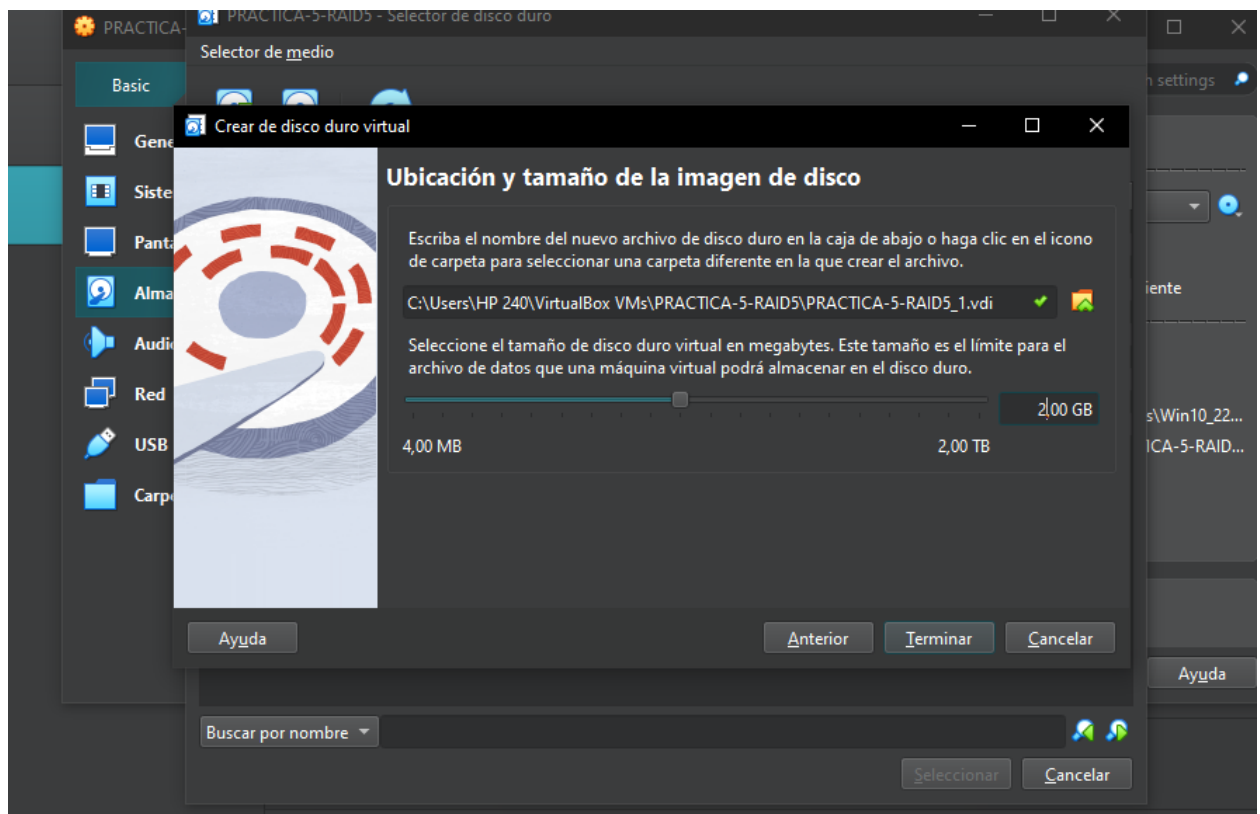 PRACTICA-
PRACTICA-5-RAID5 - Selector de disco duro
Selector de medio
Basic
settings
Crear de disco duro virtual
Gene
Siste
Panta
Alma
Audio
Red
USB
Carpe
Ubicación y tamaño de la imagen de disco
Escriba el nombre del nuevo archivo de disco duro en la caja de abajo o haga clic en el icono
de carpeta para seleccionar una carpeta diferente en la que crear el archivo.
C:\Users\HP 240\VirtualBox VMs\PRACTICA-5-RAID5\PRACTICA-5-RAID5_1.vdi
iente
Seleccione el tamaño de disco duro virtual en megabytes. Este tamaño es el límite para el
archivo de datos que una máquina virtual podrá almacenar en el disco duro.
2,00 GB
s\Win10_22...
4,00 MB
2,00 TB
ICA-5-RAID...
Ayuda
Anterior
Terminar
Cancelar
Ayuda
Buscar por nombre
Seleccionar
Cancelar